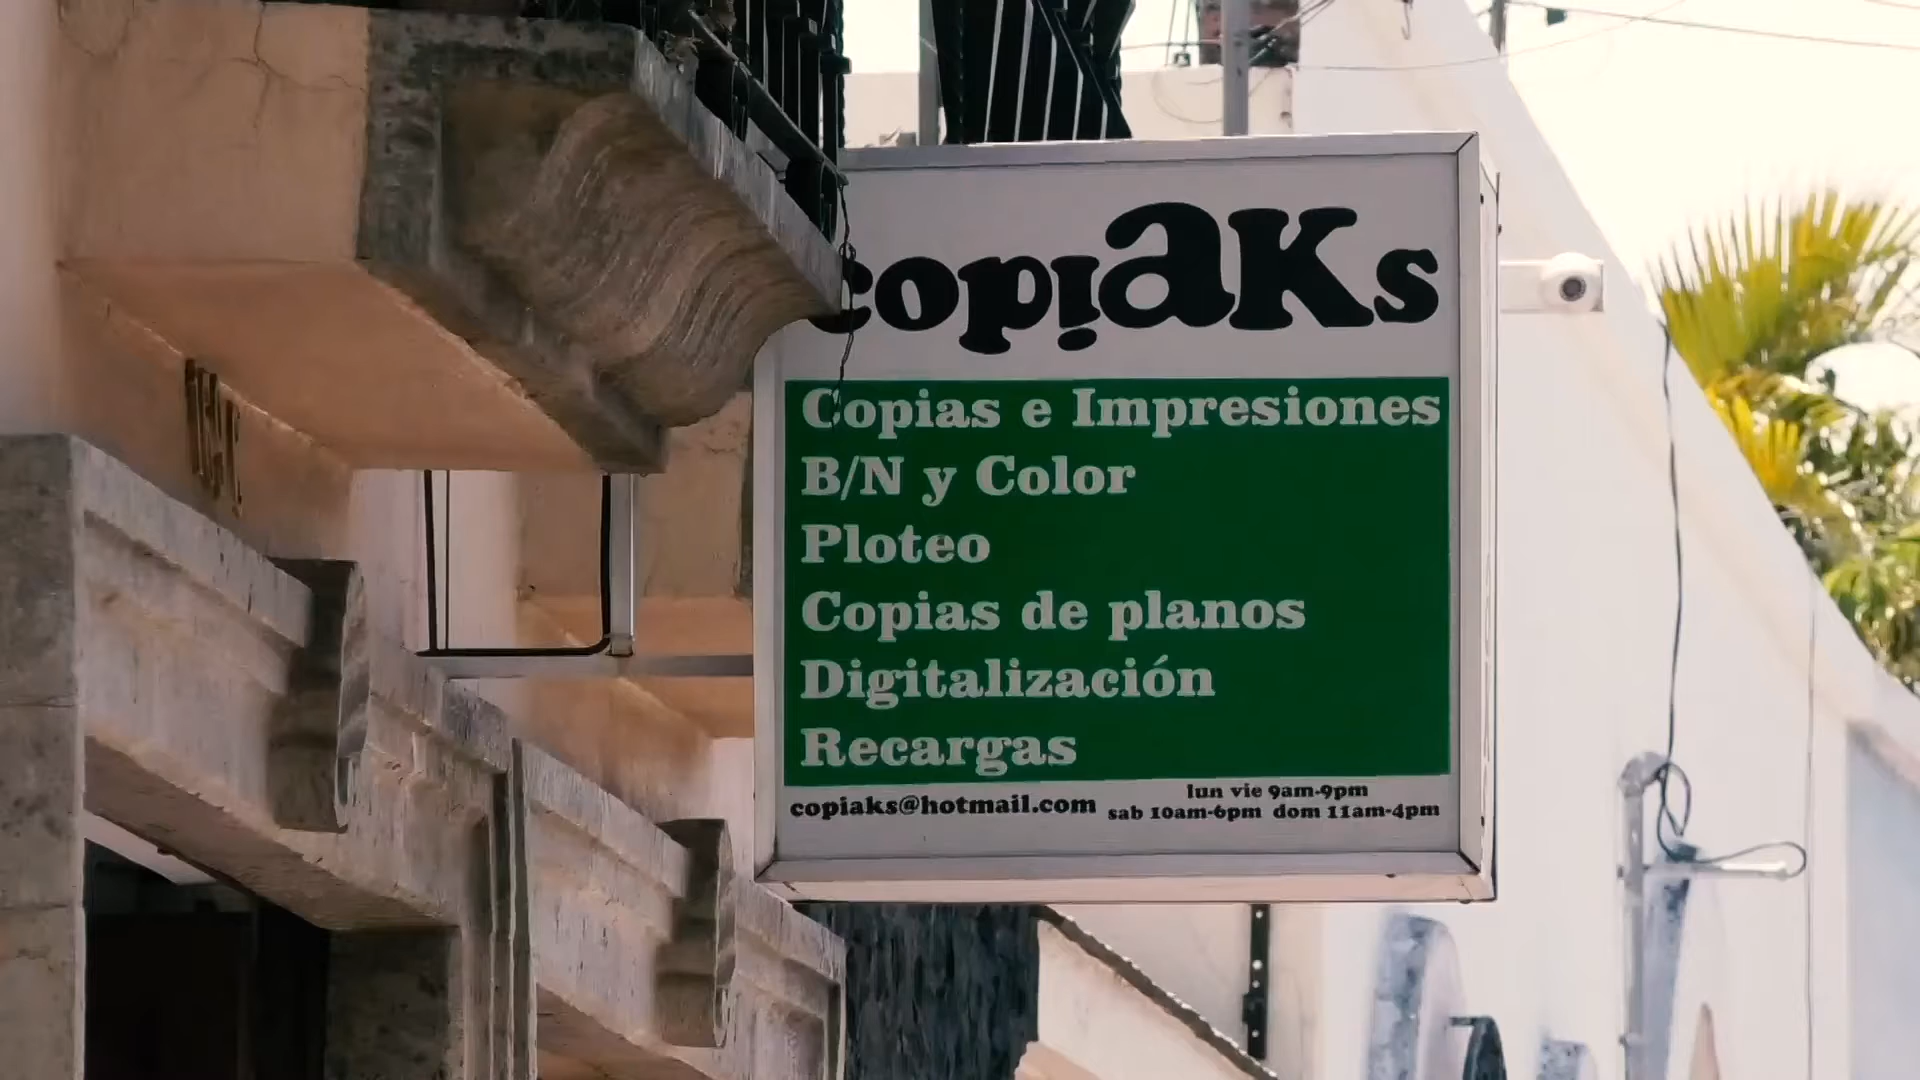 copiaKs
Copias e Impresiones
B/N y Color
Ploteo
Copias de planos
Digitalización
Recargas
copiaks@hotmail.com
lun vie 9am-9pm
sab 10am-6pm dom 11am-4pm